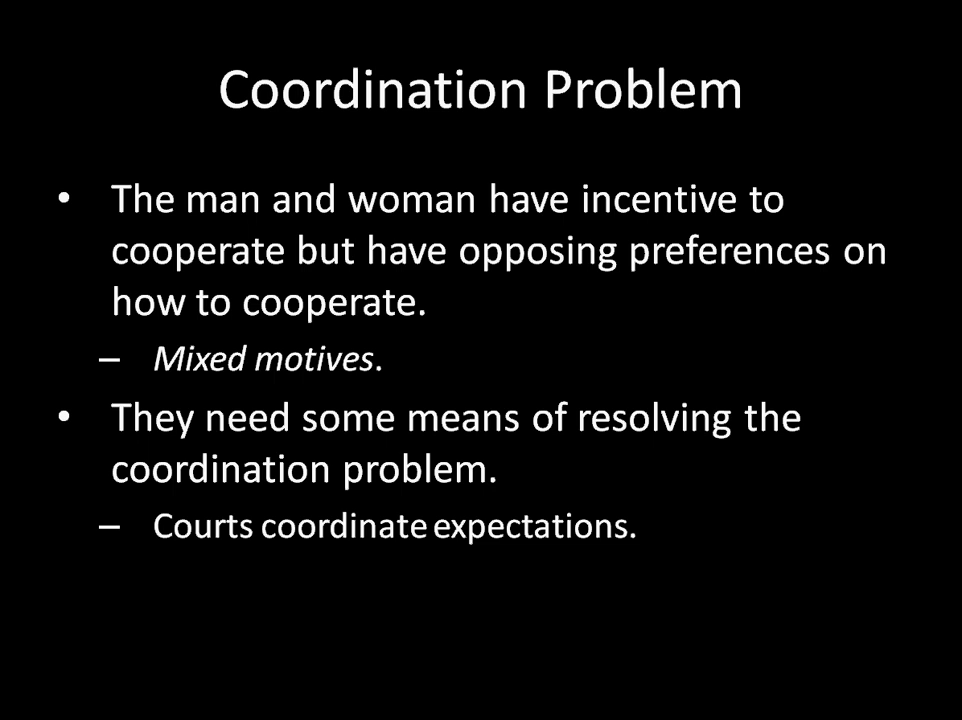 Coordination Problem
• The man and woman have incentive to
cooperate but have opposing preferences on
how to cooperate.
– Mixed motives.
• They need some means of resolving the
coordination problem.
– Courts coordinate expectations.